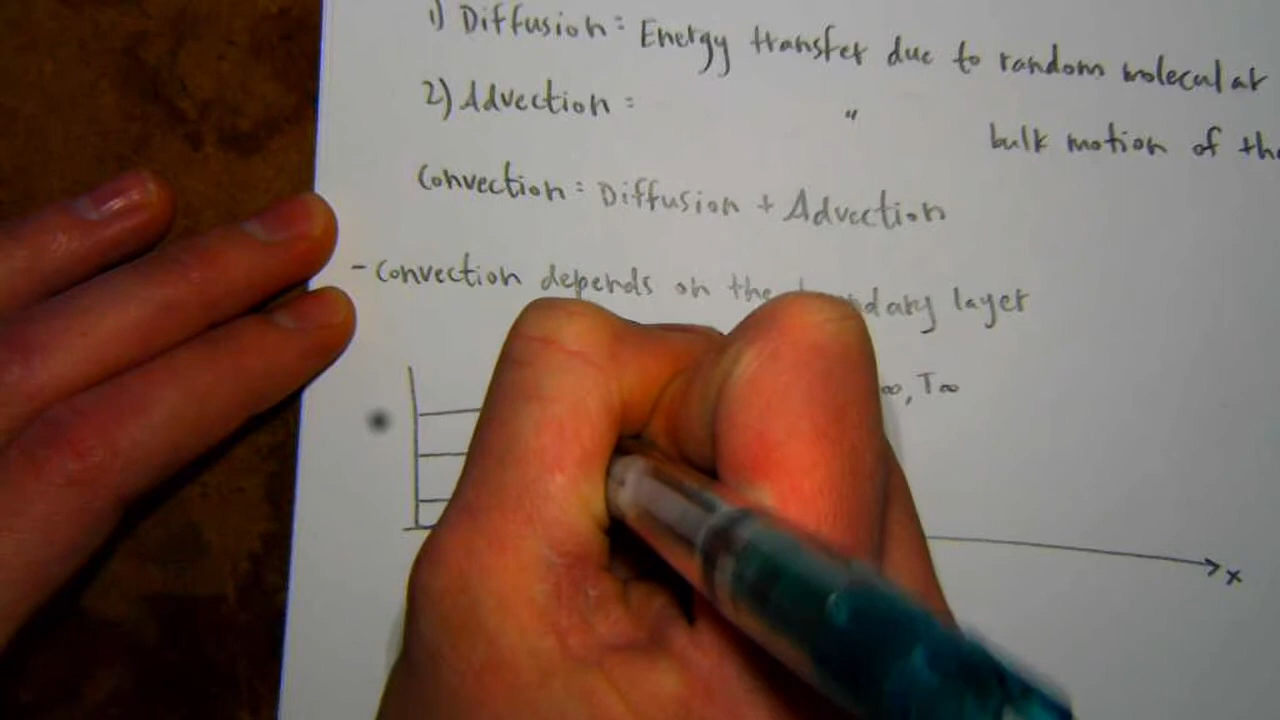 1) Diffusion: Energy transfer due to random molecular
2) Advection: " bulk motion of the
Convection: Diffusion + Advection
- Convection depends on the layer
∞, T∞
x